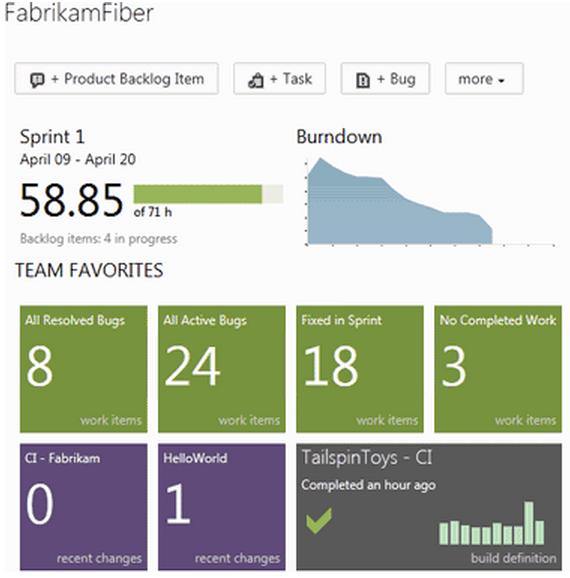 FabrikamFiber
+ Product Backlog Item
+ Task
+ Bug
more
Sprint 1
Burndown
April 09 - April 20
58.85
of 71 h
Backlog items: 4 in progress
TEAM FAVORITES
All Resolved Bugs
8
work items
All Active Bugs
24
work items
Fixed in Sprint
18
work items
No Completed Work
3
work items
CI - Fabrikam
0
recent changes
HelloWorld
1
recent changes
TailspinToys - CI
Completed an hour ago
build definition